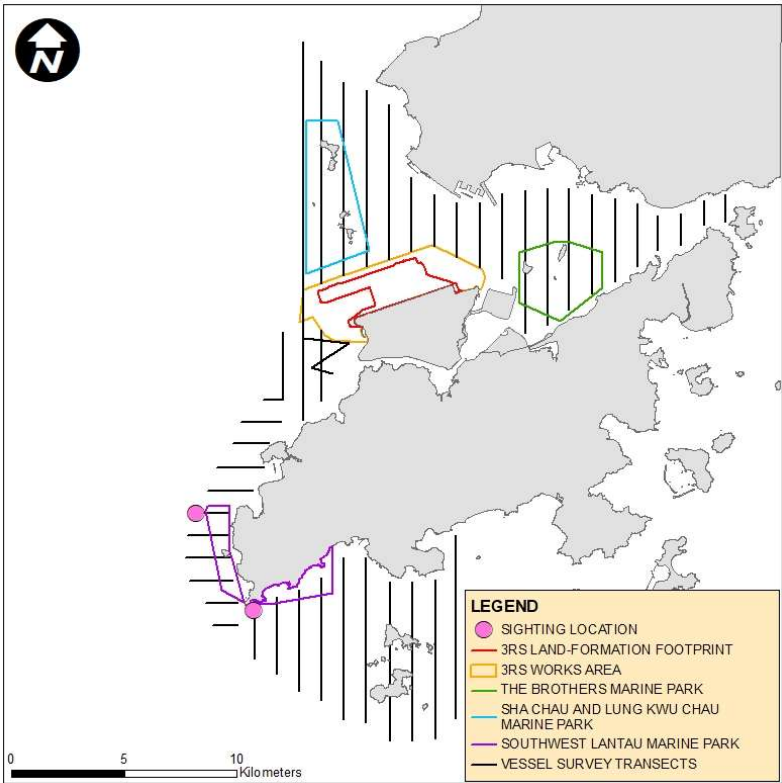 N
LEGEND
SIGHTING LOCATION
3RS LAND-FORMATION FOOTPRINT
3RS WORKS AREA
THE BROTHERS MARINE PARK
SHA CHAU AND LUNG KWU CHAU
MARINE PARK
SOUTHWEST LANTAU MARINE PARK
VESSEL SURVEY TRANSECTS
0 5 10
Kilometers